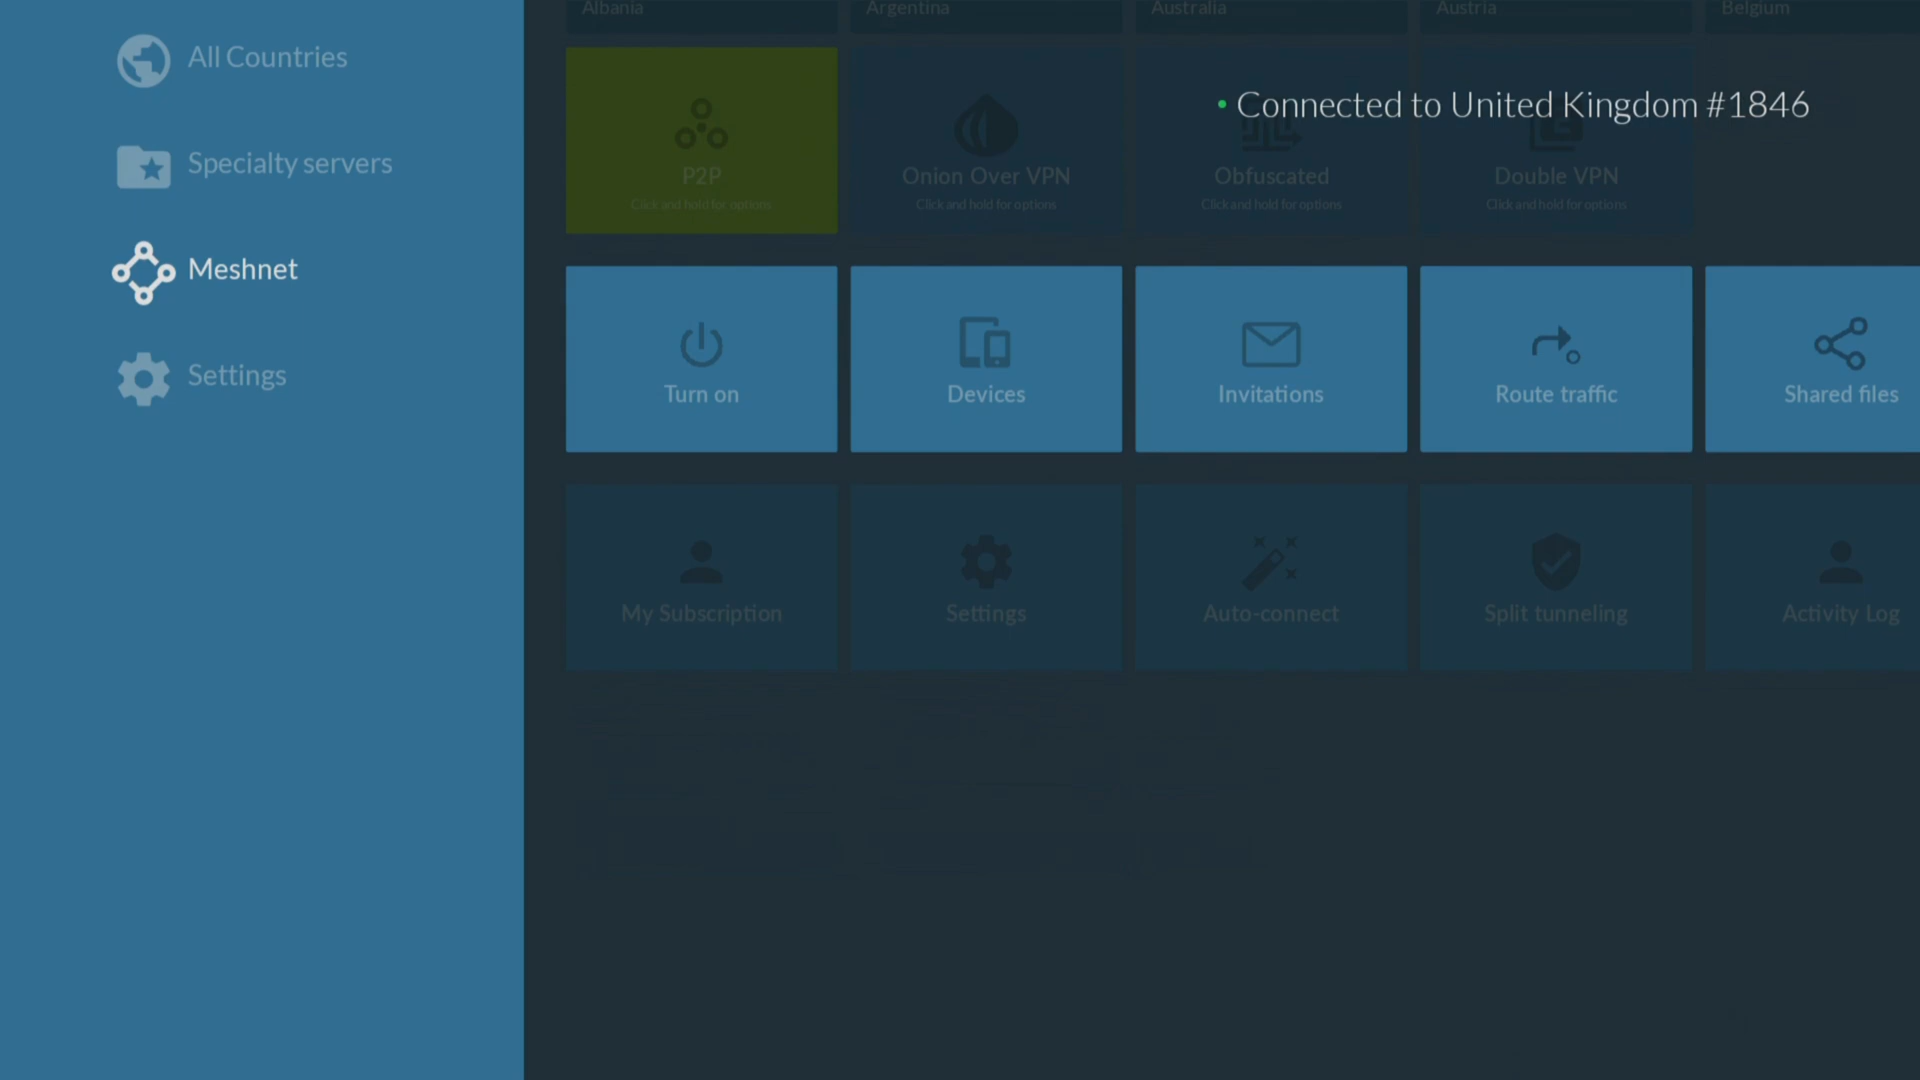 All Countries
Specialty servers
Meshnet
Settings
Albania
Argentina
Australia
Austria
Belgium
Connected to United Kingdom #1846
P2P
Click and hold for options
Onion Over VPN
Click and hold for options
Obfuscated
Click and hold for options
Double VPN
Click and hold for options
Turn on
Devices
Invitations
Route traffic
Shared files
My Subscription
Settings
Auto-connect
Split tunneling
Activity Log